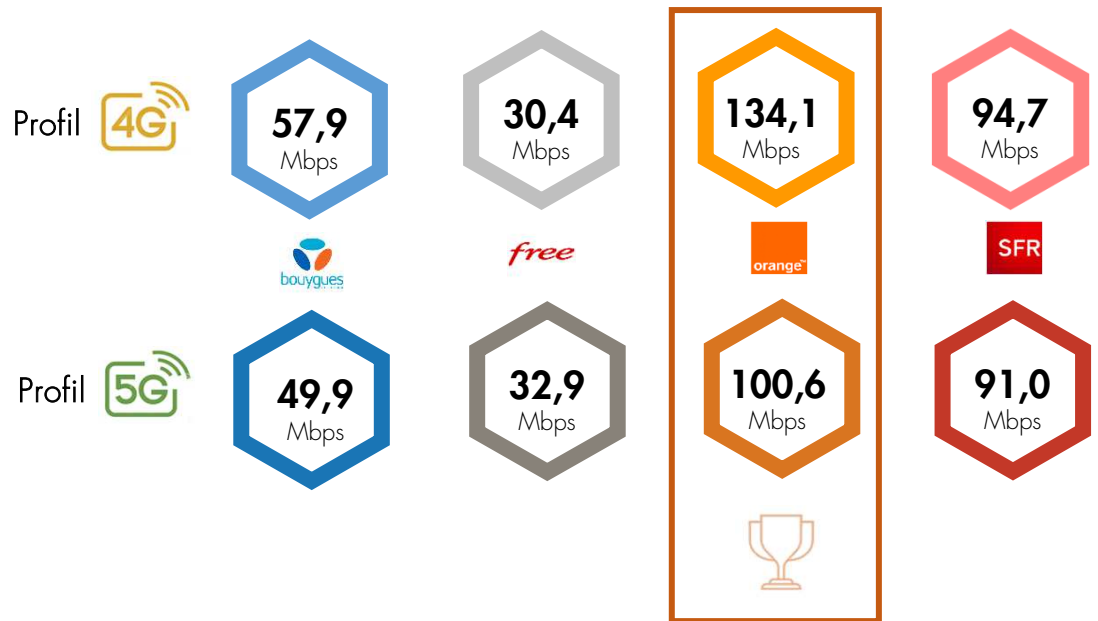 Profil 4G
57,9
Mbps
30,4
Mbps
134,1
Mbps
94,7
Mbps
bouygues
free
orange™
SFR
Profil 5G
49,9
Mbps
32,9
Mbps
100,6
Mbps
91,0
Mbps